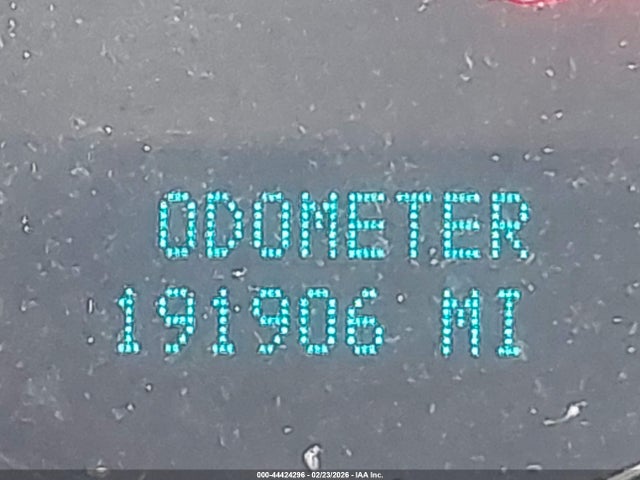 ODOMETER
191906 MI
000-44424296 - 02/23/2026 - IAA Inc.